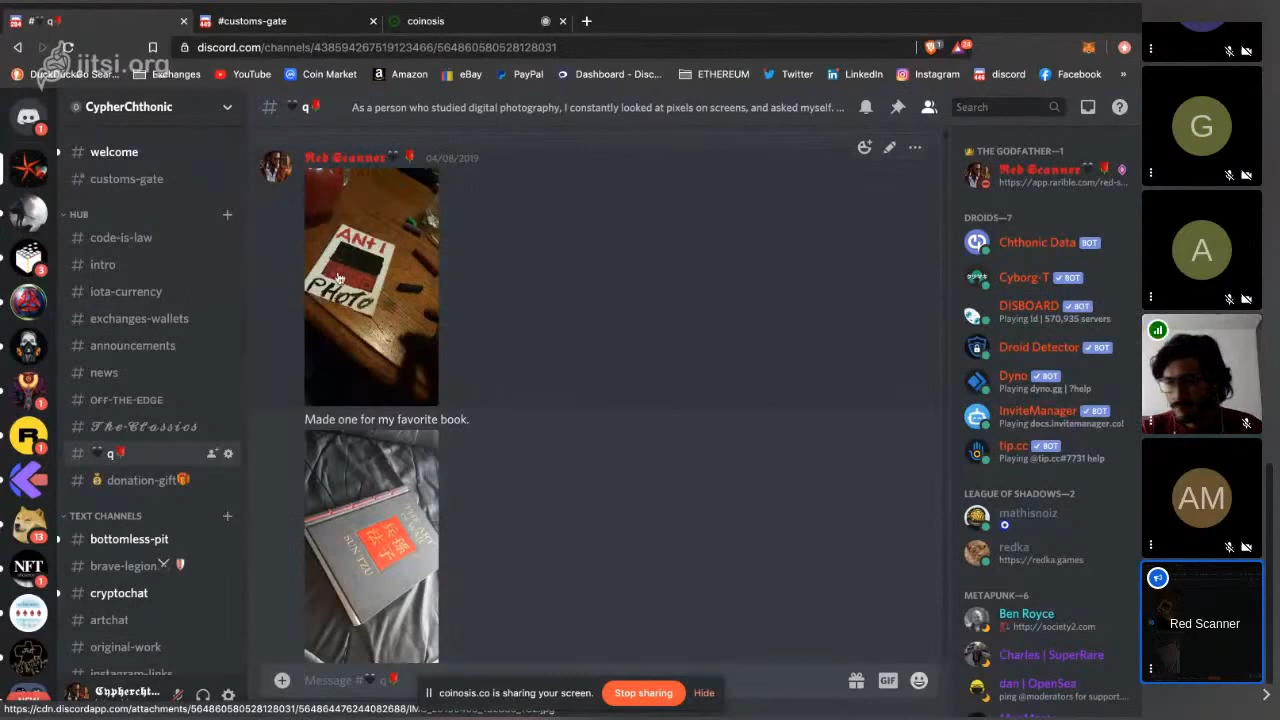 # q
#customs-gate
coinosis
jitsi.org
discord.com/channels/438594267519123466/564860580528128031
DuckDuckGo Sear...
Exchanges
YouTube
Coin Market
Amazon
eBay
PayPal
Dashboard - Disc...
ETHEREUM
Twitter
LinkedIn
Instagram
discord
Facebook
»
CypherChthonic
q
As a person who studied digital photography, I constantly looked at pixels on screens, and asked myself. ...
Search
welcome
customs-gate
HUB
code-is-law
intro
iota-currency
exchanges-wallets
announcements
news
OFF-THE-EDGE
The-Classics
q
donation-gift
TEXT CHANNELS
bottomless-pit
brave-legion
cryptochat
artchat
original-work
instagram-links
Cyphercht...
Red Scanner
04/08/2019
ANti
PHOTO
Made one for my favorite book.
THE ART OF WAR
SUN TZU
Message # q
GIF
coinosis.co is sharing your screen.
Stop sharing
Hide
THE GODFATHER—1
Red Scanner
https://app.rarible.com/red-s...
DROIDS—7
Chthonic Data BOT
Cyborg-T BOT
DISBOARD BOT
Playing !d | 570,935 servers
Droid Detector BOT
Dyno BOT
Playing dyno.gg | ?help
InviteManager BOT
Playing docs.invitemanager.co!
tip.cc BOT
Playing @tip.cc#7731 help
LEAGUE OF SHADOWS—2
mathisnoiz
redka
https://redka.games
METAPUNK—6
Ben Royce
http://society2.com
Charles | SuperRare
dan | OpenSea
ping @moderators for support....
G
A
AM
Red Scanner